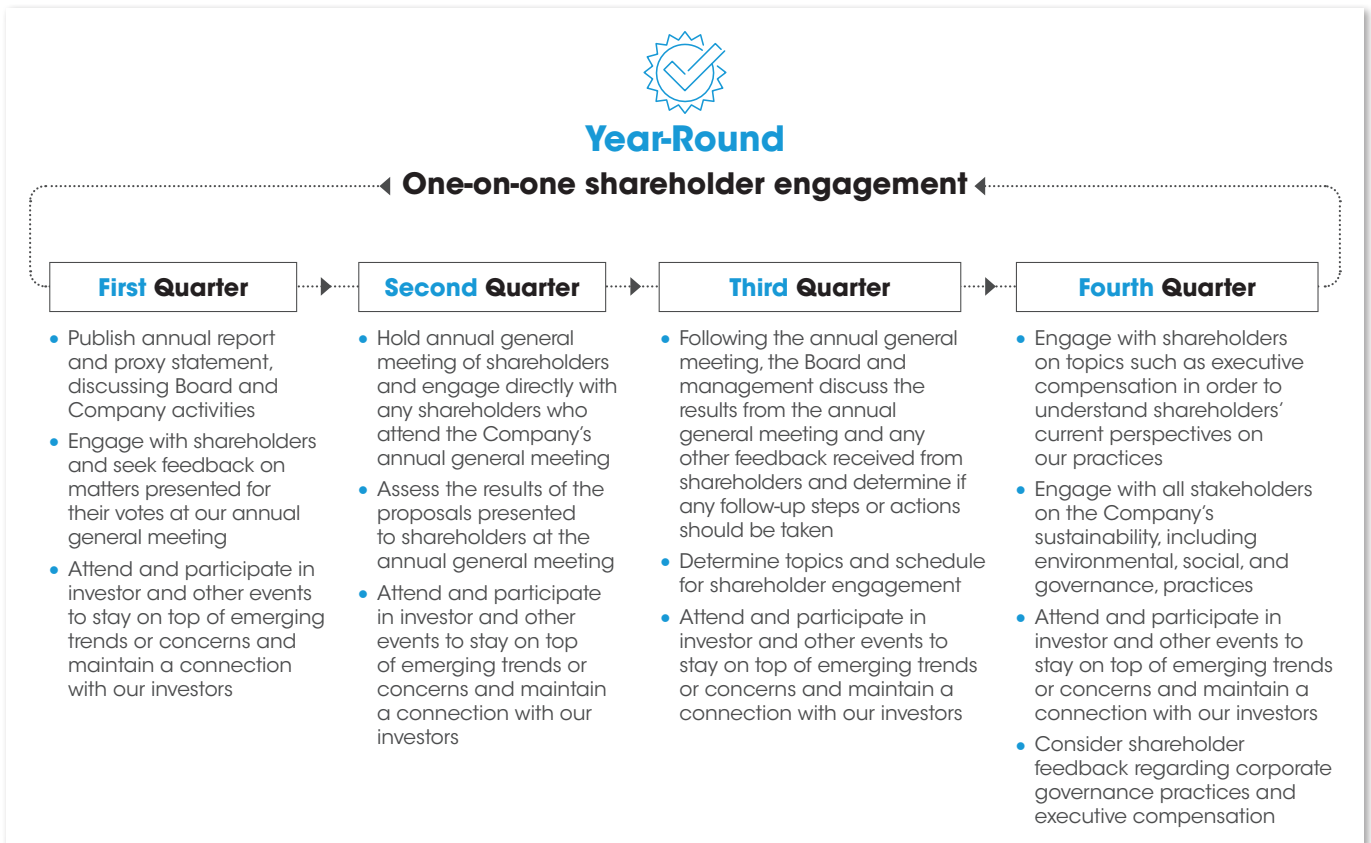 Year-Round
One-on-one shareholder engagement
First Quarter
• Publish annual report
and proxy statement,
discussing Board and
Company activities
• Engage with shareholders
and seek feedback on
matters presented for
their votes at our annual
general meeting
• Attend and participate in
investor and other events
to stay on top of emerging
trends or concerns and
maintain a connection
with our investors
Second Quarter
• Hold annual general
meeting of shareholders
and engage directly with
any shareholders who
attend the Company’s
annual general meeting
• Assess the results of the
proposals presented
to shareholders at the
annual general meeting
• Attend and participate
in investor and other
events to stay on top
of emerging trends or
concerns and maintain
a connection with our
investors
Third Quarter
• Following the annual general
meeting, the Board and
management discuss the
results from the annual
general meeting and any
other feedback received from
shareholders and determine if
any follow-up steps or actions
should be taken
• Determine topics and schedule
for shareholder engagement
• Attend and participate in
investor and other events to
stay on top of emerging trends
or concerns and maintain a
connection with our investors
Fourth Quarter
• Engage with shareholders
on topics such as executive
compensation in order to
understand shareholders’
current perspectives on
our practices
• Engage with all stakeholders
on the Company’s
sustainability, including
environmental, social, and
governance, practices
• Attend and participate in
investor and other events to
stay on top of emerging trends
or concerns and maintain a
connection with our investors
• Consider shareholder
feedback regarding corporate
governance practices and
executive compensation